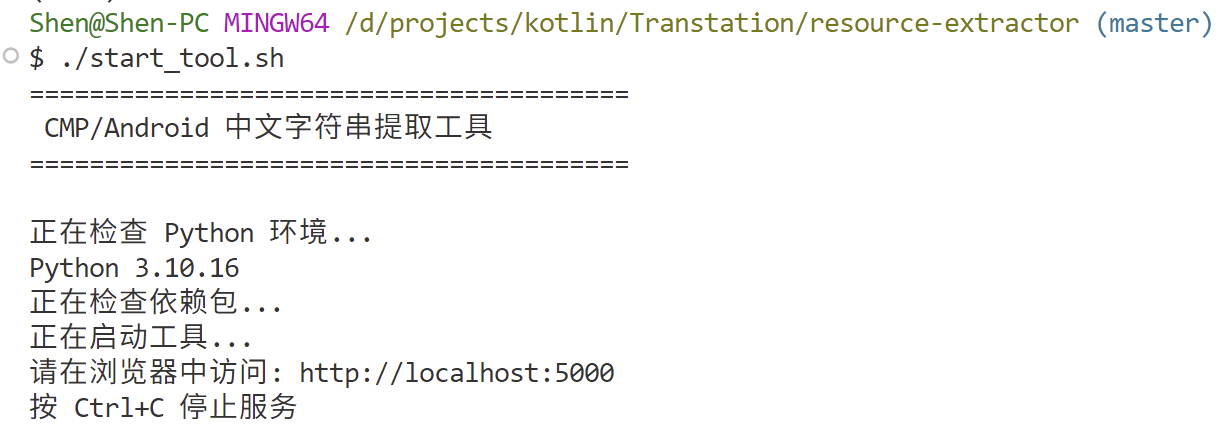 Shen@Shen-PC MINGW64 /d/projects/kotlin/Transtation/resource-extractor (master)
$ ./start_tool.sh
========================================
CMP/Android 中文字符串提取工具
========================================
正在检查 Python 环境...
Python 3.10.16
正在检查依赖包...
正在启动工具...
请在浏览器中访问: http://localhost:5000
按 Ctrl+C 停止服务